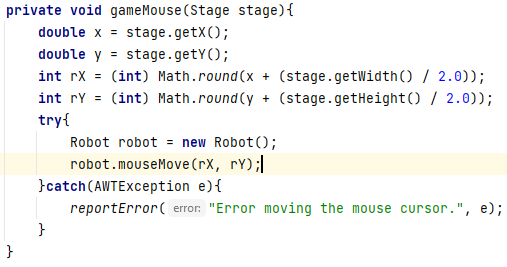 private void gameMouse(Stage stage){
    double x = stage.getX();
    double y = stage.getY();
    int rX = (int) Math.round(x + (stage.getWidth() / 2.0));
    int rY = (int) Math.round(y + (stage.getHeight() / 2.0));
    try{
        Robot robot = new Robot();
        robot.mouseMove(rX, rY);
    }catch(AWTException e){
        reportError( error: "Error moving the mouse cursor.", e);
    }
}